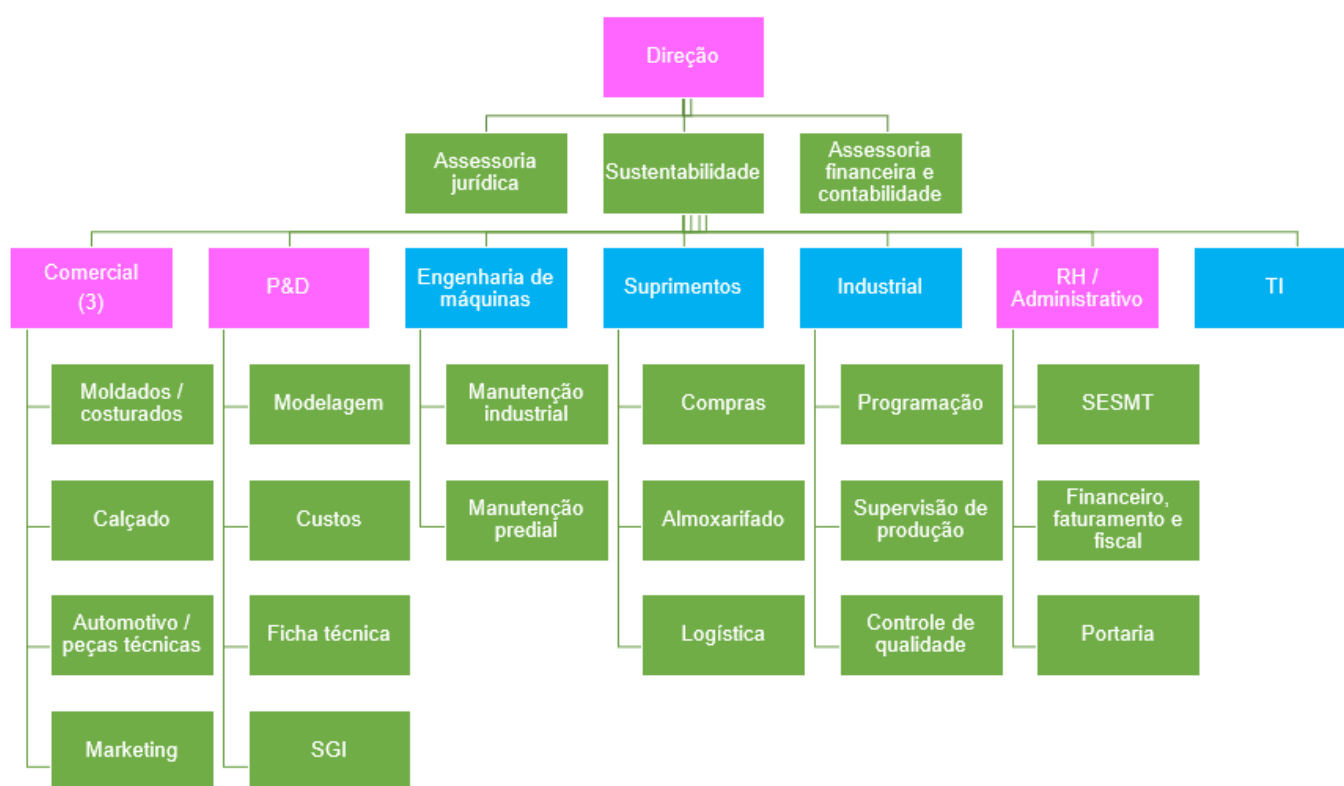 Direção
Assessoria
jurídica
Sustentabilidade
Assessoria
financeira e
contabilidade
Comercial
(3)
P&D
Engenharia de
máquinas
Suprimentos
Industrial
RH /
Administrativo
TI
Moldados /
costurados
Modelagem
Manutenção
industrial
Compras
Programação
SESMT
Calçado
Custos
Manutenção
predial
Almoxarifado
Supervisão de
produção
Financeiro,
faturamento e
fiscal
Automotivo /
peças técnicas
Ficha técnica
Logística
Controle de
qualidade
Portaria
Marketing
SGI